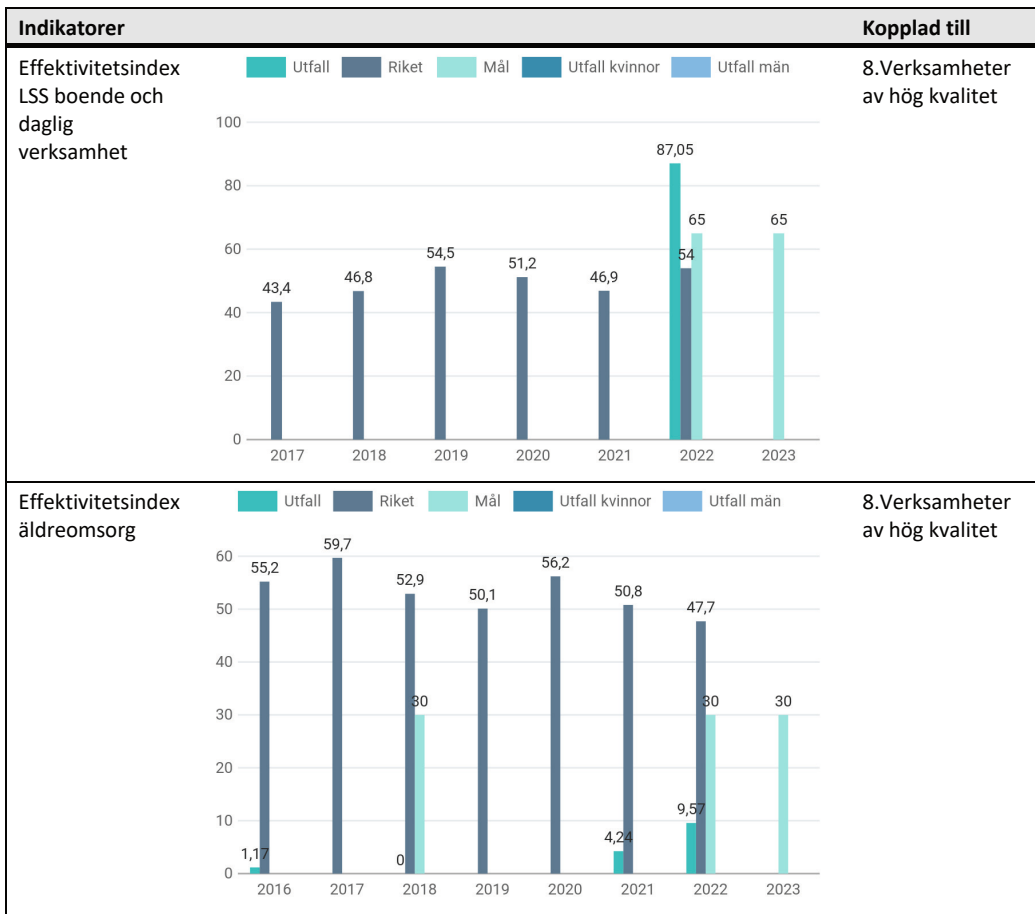 Indikatorer Kopplad till
Effektivitetsindex
LSS boende och
daglig
verksamhet
Utfall Riket Mål Utfall kvinnor Utfall män
100
80
60
40
20
0
43,4
46,8
54,5
51,2
46,9
87,05
54
65
65
2017 2018 2019 2020 2021 2022 2023
8.Verksamheter
av hög kvalitet
Effektivitetsindex
äldreomsorg
Utfall Riket Mål Utfall kvinnor Utfall män
60
50
40
30
20
10
0
1,17
55,2
59,7
0
52,9
30
50,1
56,2
4,24
50,8
9,57
47,7
30
30
2016 2017 2018 2019 2020 2021 2022 2023
8.Verksamheter
av hög kvalitet